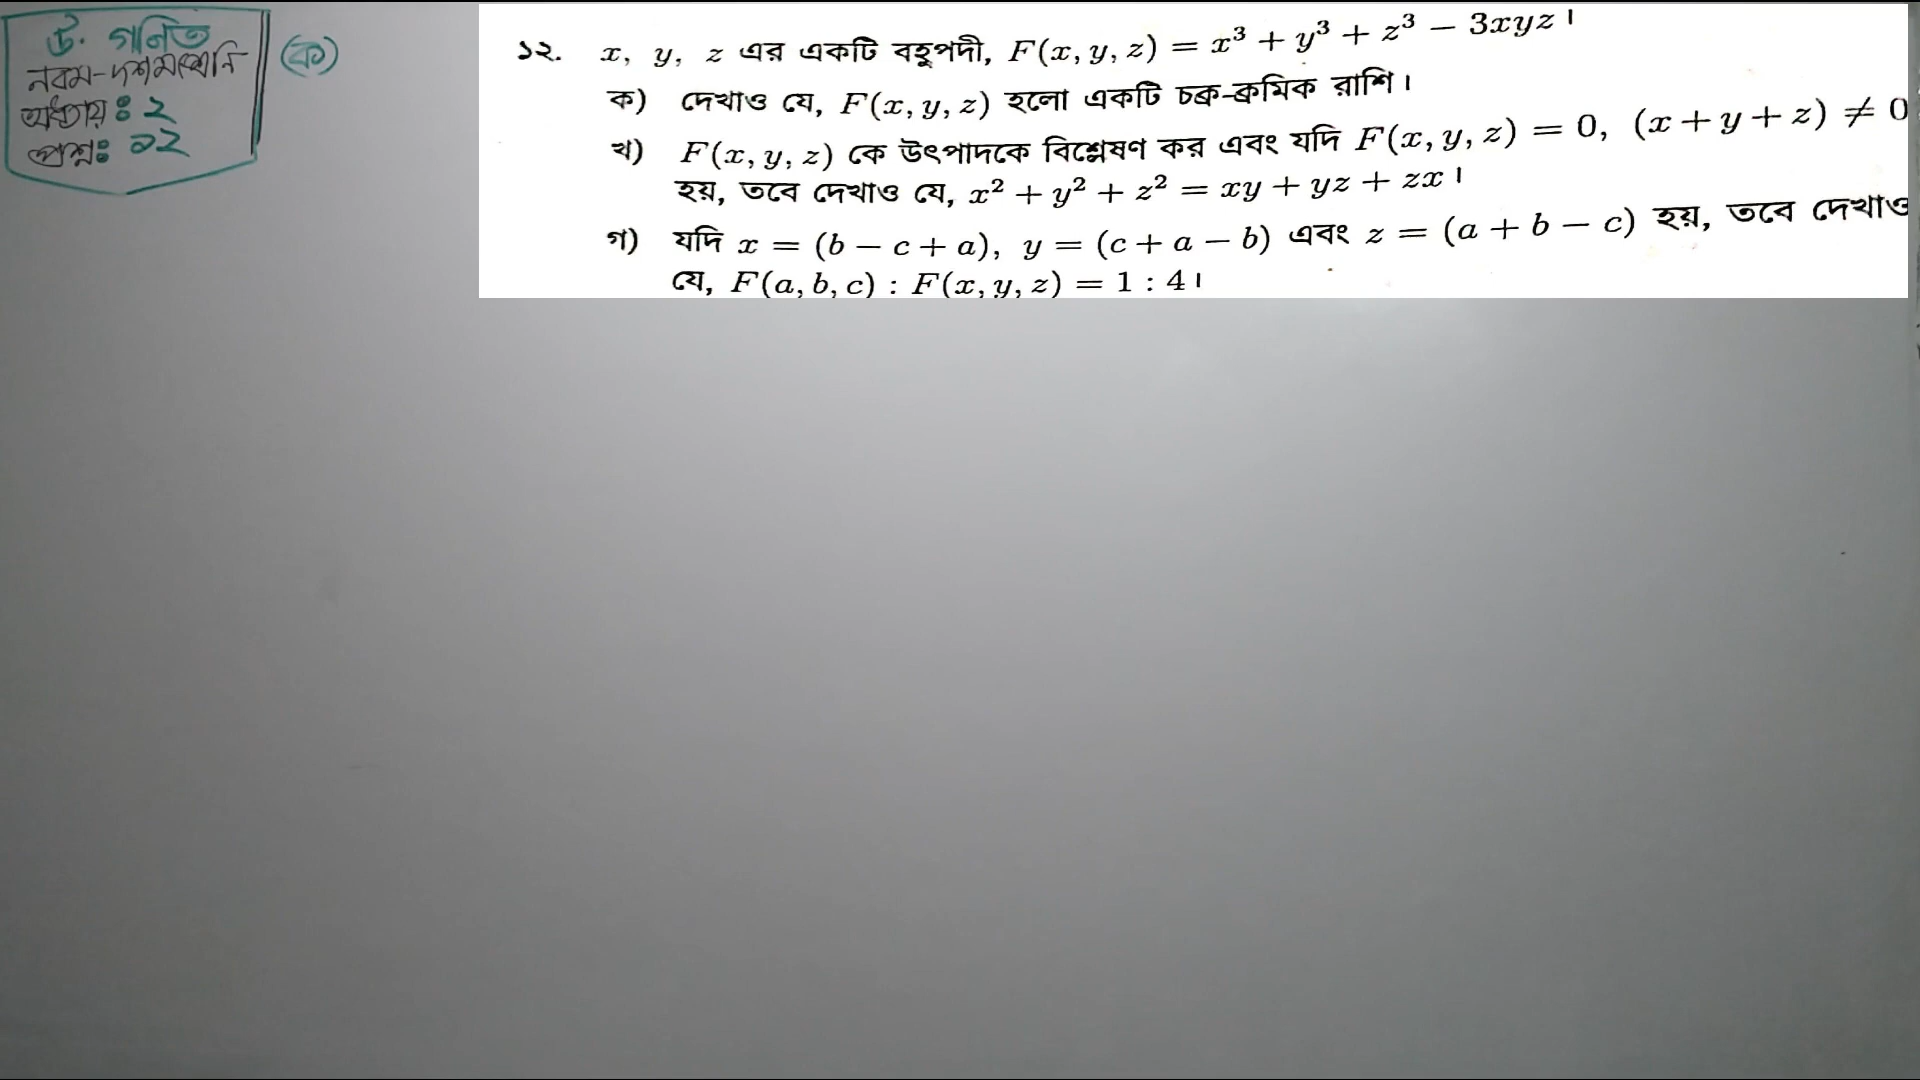 উ. গনিত
নবম-দশম শ্রেনি
অধ্যায়ঃ ২
প্রশ্নঃ ১২
(ক)
১২. x, y, z এর একটি বহুপদী, F(x, y, z) = x³ + y³ + z³ − 3xyz।
ক) দেখাও যে, F(x, y, z) হলো একটি চক্র-ক্রমিক রাশি।
খ) F(x, y, z) কে উৎপাদকে বিশ্লেষণ কর এবং যদি F(x, y, z) = 0, (x + y + z) ≠ 0
হয়, তবে দেখাও যে, x² + y² + z² = xy + yz + zx।
গ) যদি x = (b − c + a), y = (c + a − b) এবং z = (a + b − c) হয়, তবে দেখাও
যে, F(a, b, c) : F(x, y, z) = 1 : 4।